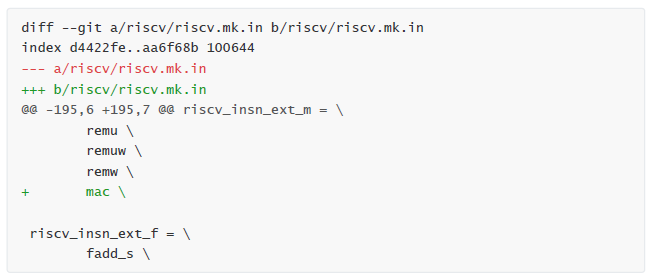 diff --git a/riscv/riscv.mk.in b/riscv/riscv.mk.in
index d4422fe..aa6f68b 100644
--- a/riscv/riscv.mk.in
+++ b/riscv/riscv.mk.in
@@ -195,6 +195,7 @@ riscv_insn_ext_m = \
        remu \
        remuw \
        remw \
+       mac \

 riscv_insn_ext_f = \
        fadd_s \